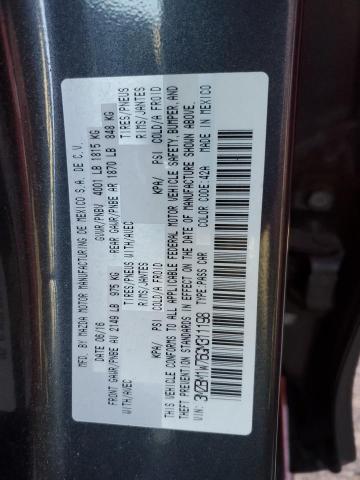 MFD. BY MAZDA MOTOR MANUFACTURING DE MEXICO S.A. DE C.V.
DATE: 06/16 GVWR/PNBV 4001 LB 1815 KG
FRONT GAWR/PNBE AV 2149 LB 975 KG REAR GAWR/PNBE AR 1870 LB 848 KG
WITH/AVEC TIRES/PNEUS WITH/AVEC TIRES/PNEUS
RIMS/JANTES RIMS/JANTES
KPA/ PSI COLD/A FROID KPA/ PSI COLD/A FROID
THIS VEHICLE CONFORMS TO ALL APPLICABLE FEDERAL MOTOR VEHICLE SAFETY, BUMPER, AND
THEFT PREVENTION STANDARDS IN EFFECT ON THE DATE OF MANUFACTURE SHOWN ABOVE.
VIN: COLOR CODE: 42A MADE IN MEXICO
TYPE: PASS CAR